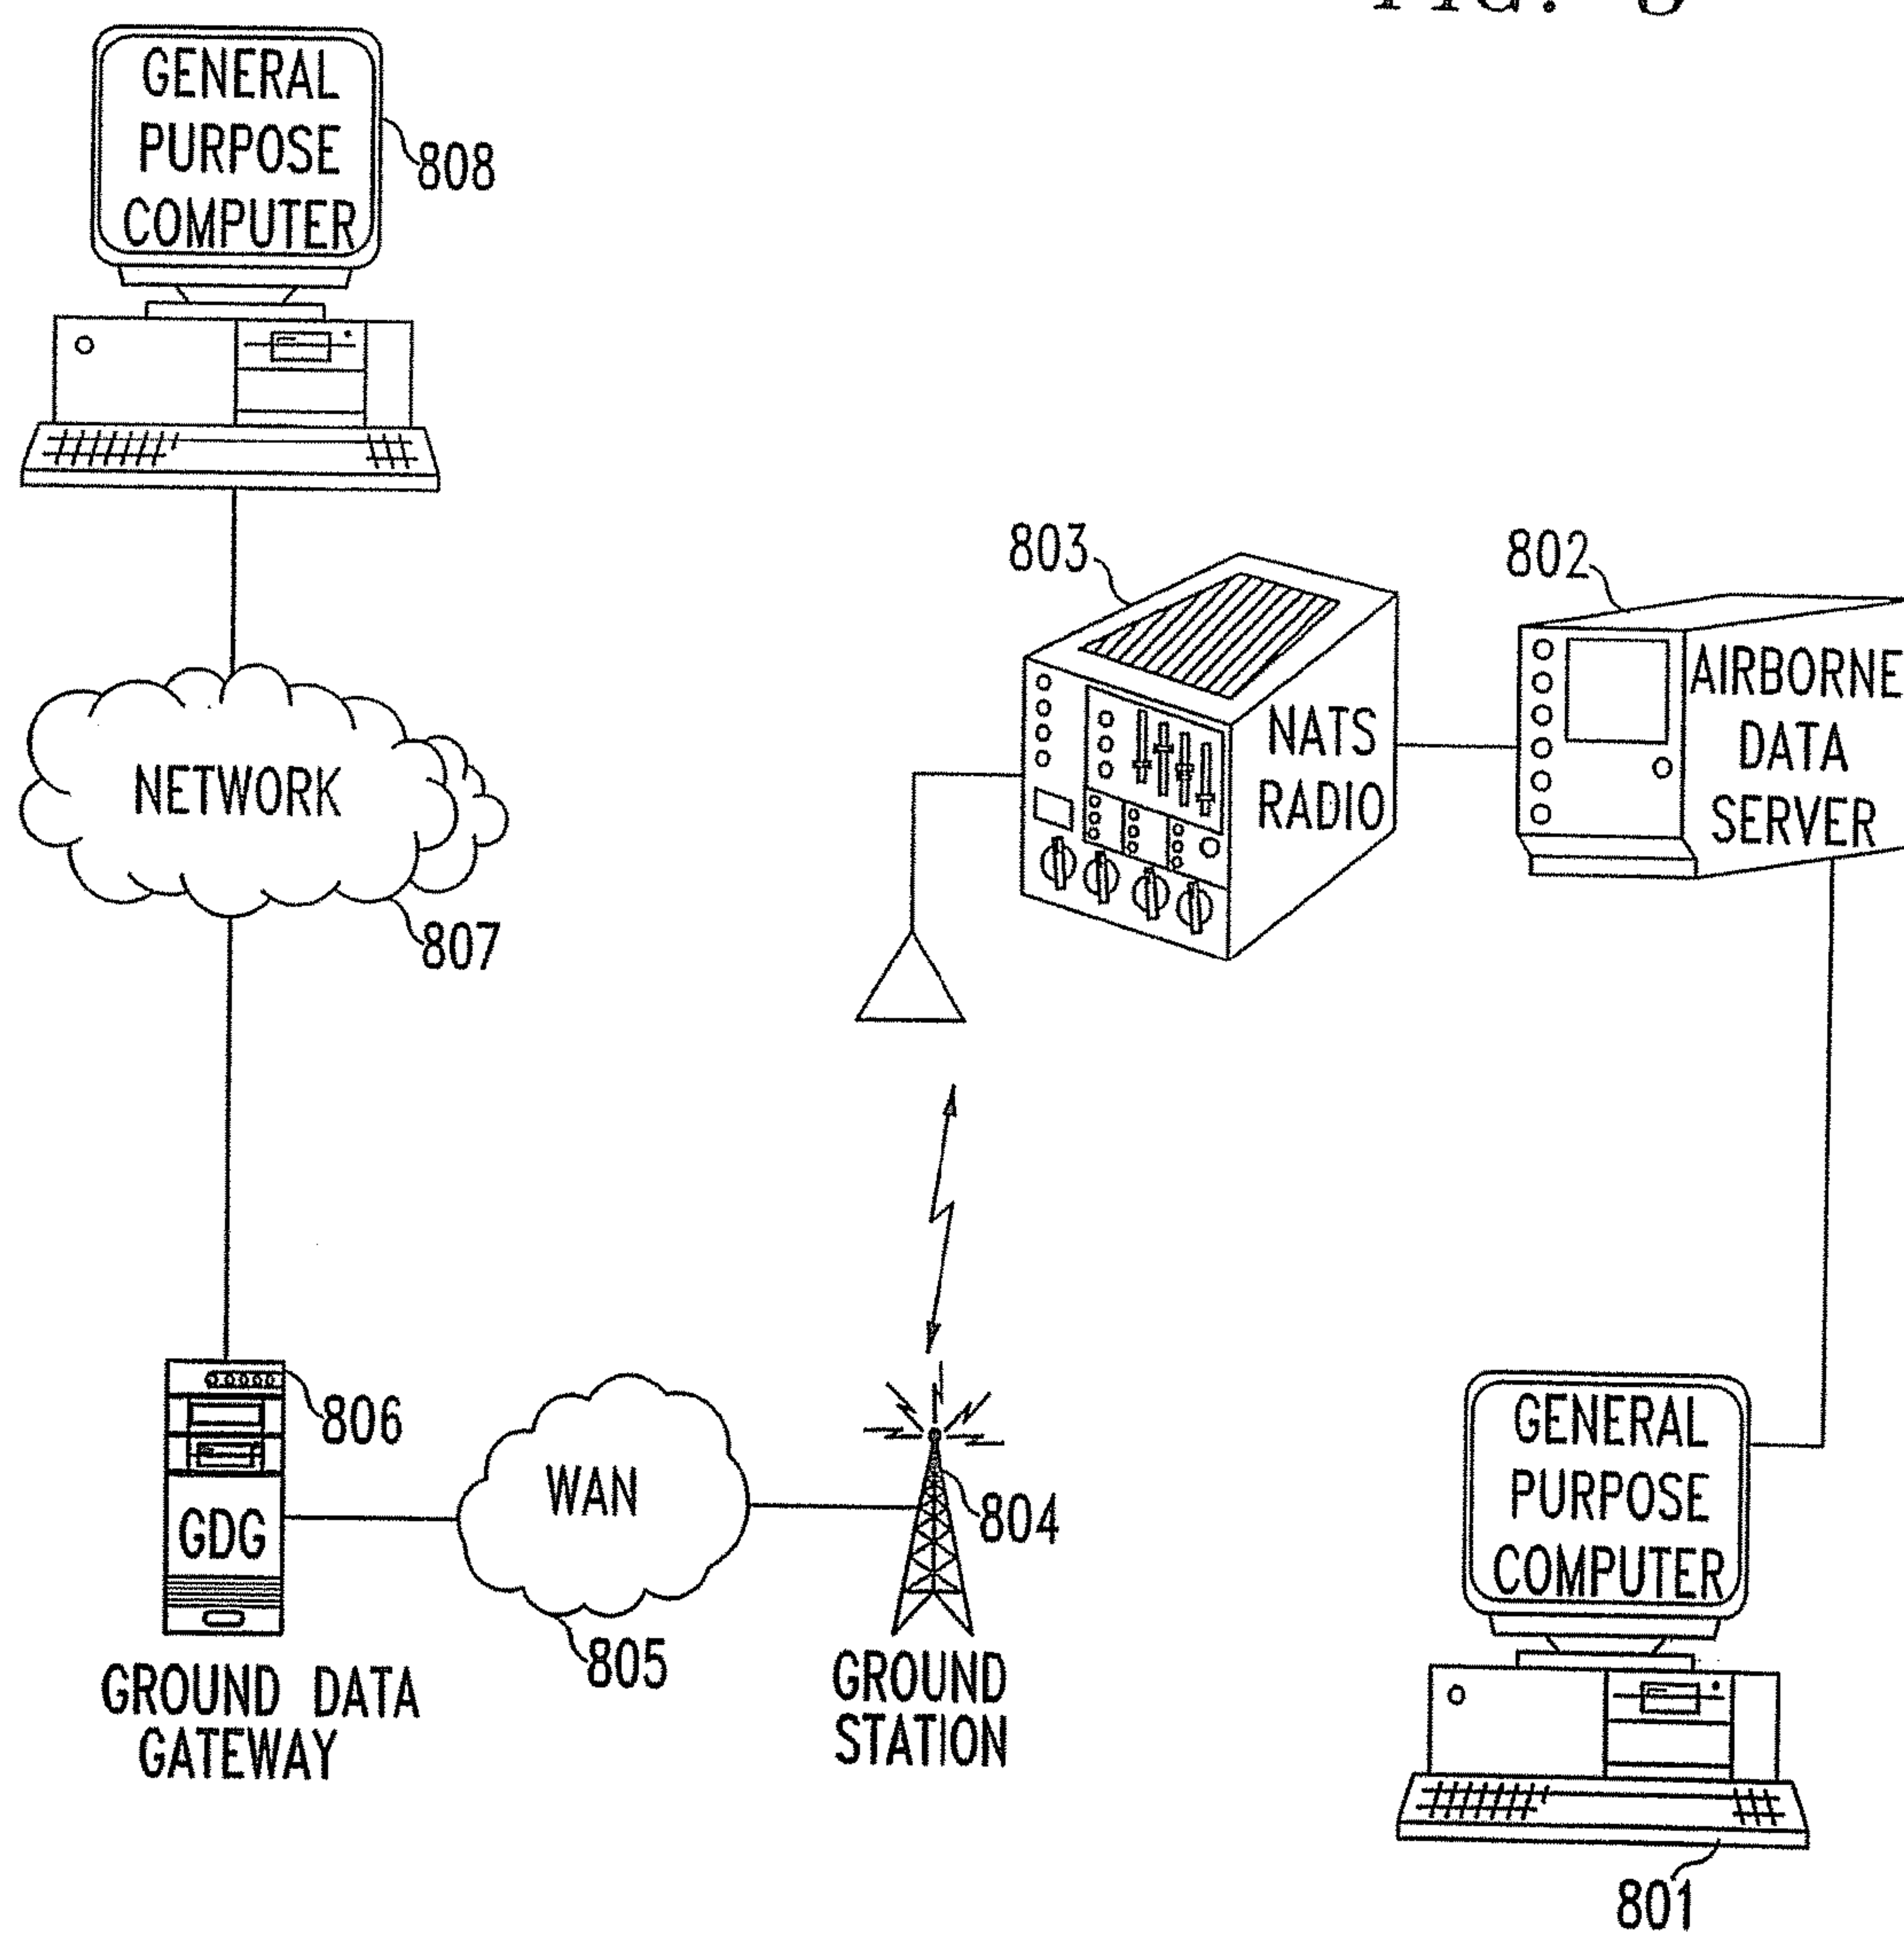 GENERAL
PURPOSE
COMPUTER
808
803
802
NETWORK
NATS
RADIO
AIRBORNE
DATA
SERVER
807
806
GDG
WAN
804
805
GROUND DATA
GATEWAY
GROUND
STATION
GENERAL
PURPOSE
COMPUTER
801